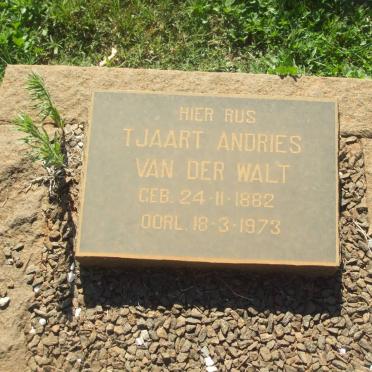 HIER RUS
TJAART ANDRIES
VAN DER WALT
GEB. 24-11-1882
OORL. 18-3-1973